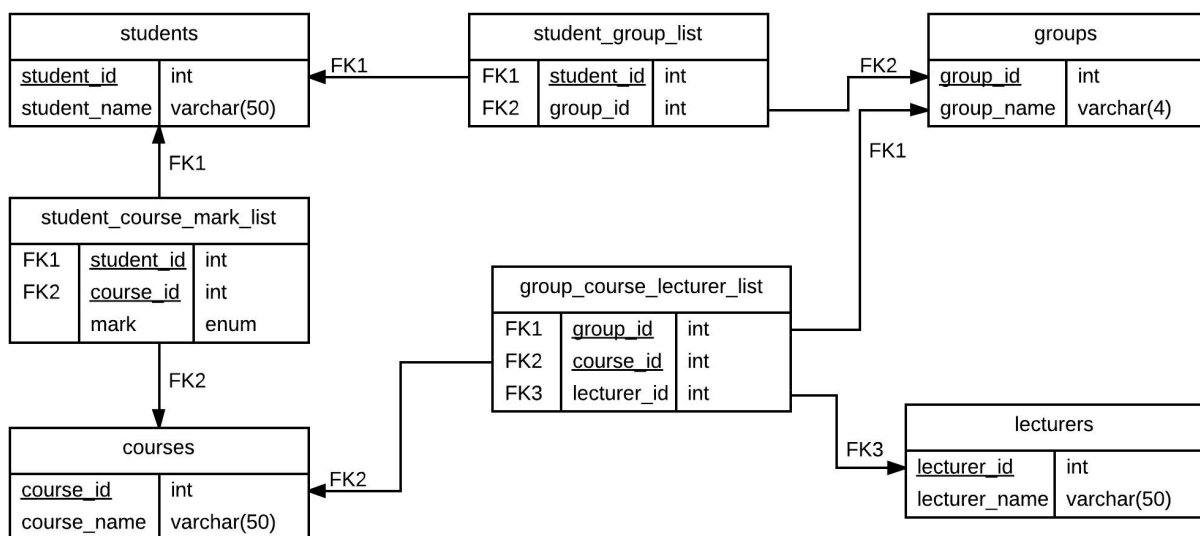 students
student_id int
student_name varchar(50)
FK1
student_group_list
FK1 student_id int
FK2 group_id int
FK2
groups
group_id int
group_name varchar(4)
FK1
FK1
student_course_mark_list
FK1 student_id int
FK2 course_id int
mark enum
FK2
group_course_lecturer_list
FK1 group_id int
FK2 course_id int
FK3 lecturer_id int
FK2
FK3
courses
course_id int
course_name varchar(50)
lecturers
lecturer_id int
lecturer_name varchar(50)